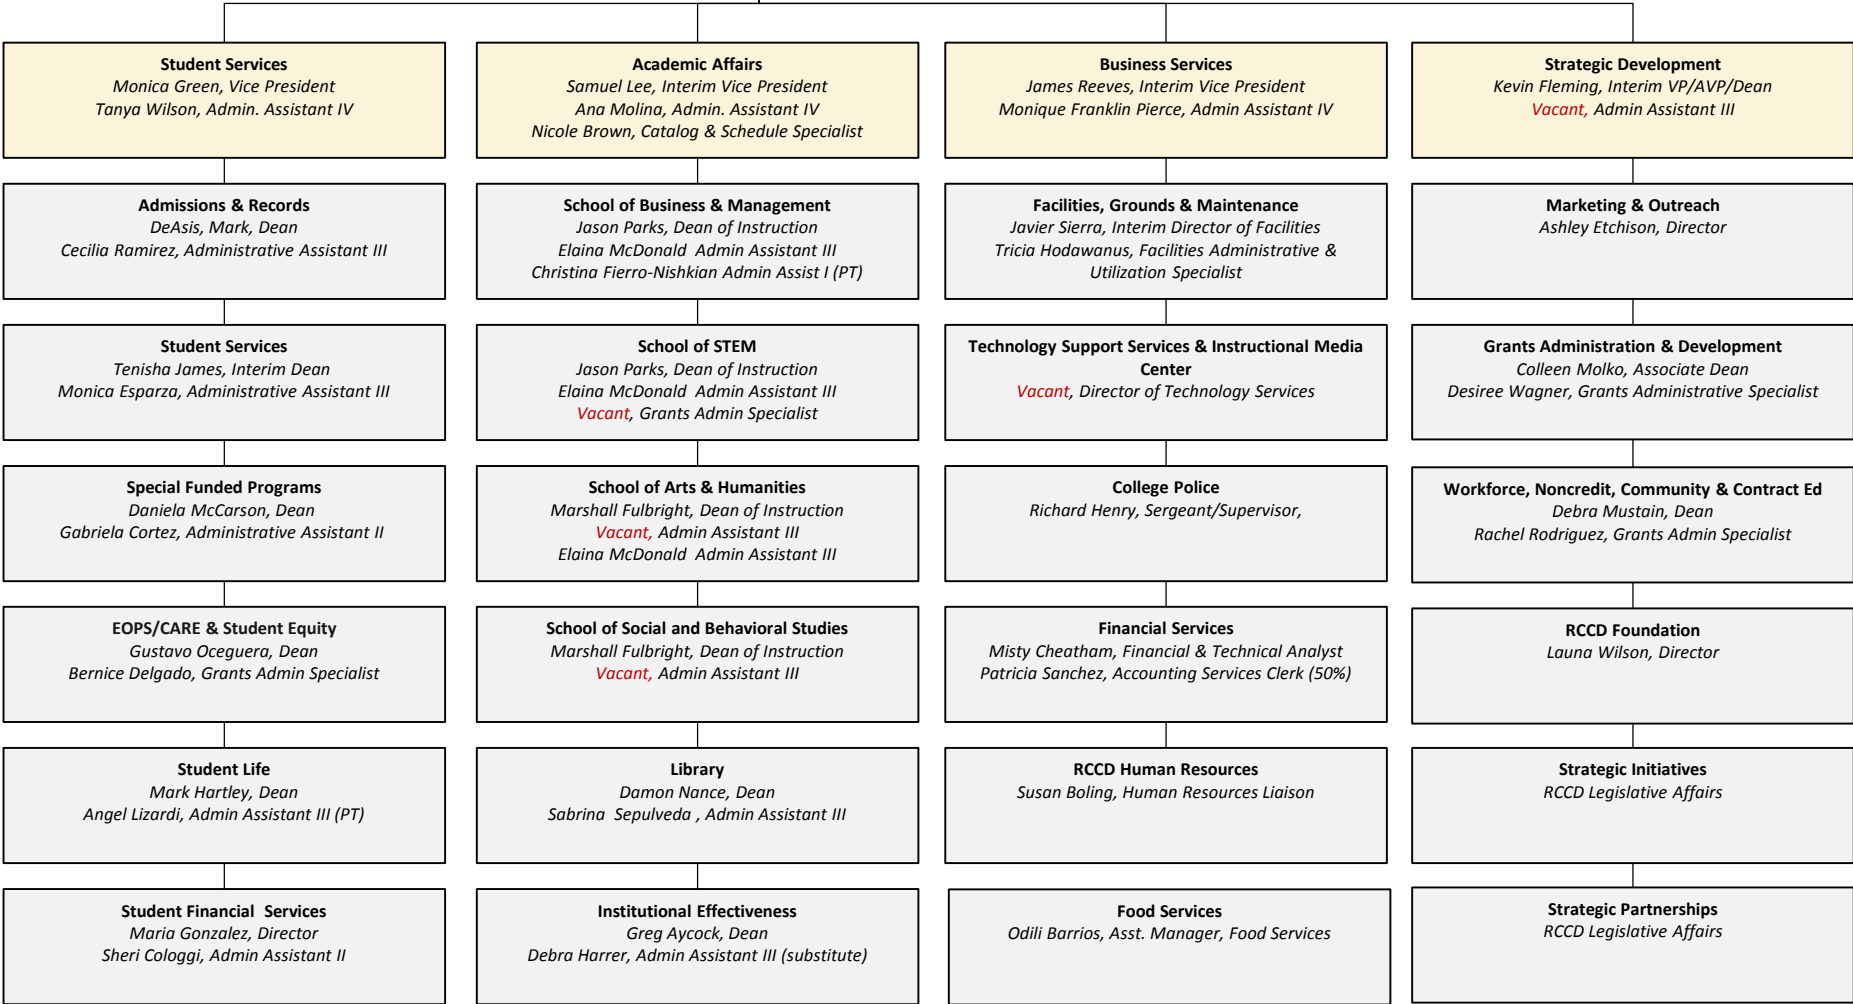 Student Services
Monica Green, Vice President
Tanya Wilson, Admin. Assistant IV
Admissions & Records
DeAsis, Mark, Dean
Cecilia Ramirez, Administrative Assistant III
Student Services
Tenisha James, Interim Dean
Monica Esparza, Administrative Assistant III
Special Funded Programs
Daniela McCarson, Dean
Gabriela Cortez, Administrative Assistant II
EOPS/CARE & Student Equity
Gustavo Oceguera, Dean
Bernice Delgado, Grants Admin Specialist
Student Life
Mark Hartley, Dean
Angel Lizardi, Admin Assistant III (PT)
Student Financial  Services
Maria Gonzalez, Director
Sheri Cologgi, Admin Assistant II
Academic Affairs
Samuel Lee, Interim Vice President
Ana Molina, Admin. Assistant IV
Nicole Brown, Catalog & Schedule Specialist
School of Business & Management
Jason Parks, Dean of Instruction
Elaina McDonald  Admin Assistant III
Christina Fierro-Nishkian Admin Assist I (PT)
School of STEM
Jason Parks, Dean of Instruction
Elaina McDonald  Admin Assistant III
Vacant, Grants Admin Specialist
School of Arts & Humanities
Marshall Fulbright, Dean of Instruction
Vacant, Admin Assistant III
Elaina McDonald  Admin Assistant III
School of Social and Behavioral Studies
Marshall Fulbright, Dean of Instruction
Vacant, Admin Assistant III
Library
Damon Nance, Dean
Sabrina  Sepulveda , Admin Assistant III
Institutional Effectiveness
Greg Aycock, Dean
Debra Harrer, Admin Assistant III (substitute)
Business Services
James Reeves, Interim Vice President
Monique Franklin Pierce, Admin Assistant IV
Facilities, Grounds & Maintenance
Javier Sierra, Interim Director of Facilities
Tricia Hodawanus, Facilities Administrative &
Utilization Specialist
Technology Support Services & Instructional Media
Center
Vacant, Director of Technology Services
College Police
Richard Henry, Sergeant/Supervisor,
Financial Services
Misty Cheatham, Financial & Technical Analyst
Patricia Sanchez, Accounting Services Clerk (50%)
RCCD Human Resources
Susan Boling, Human Resources Liaison
Food Services
Odili Barrios, Asst. Manager, Food Services
Strategic Development
Kevin Fleming, Interim VP/AVP/Dean
Vacant, Admin Assistant III
Marketing & Outreach
Ashley Etchison, Director
Grants Administration & Development
Colleen Molko, Associate Dean
Desiree Wagner, Grants Administrative Specialist
Workforce, Noncredit, Community & Contract Ed
Debra Mustain, Dean
Rachel Rodriguez, Grants Admin Specialist
RCCD Foundation
Launa Wilson, Director
Strategic Initiatives
RCCD Legislative Affairs
Strategic Partnerships
RCCD Legislative Affairs